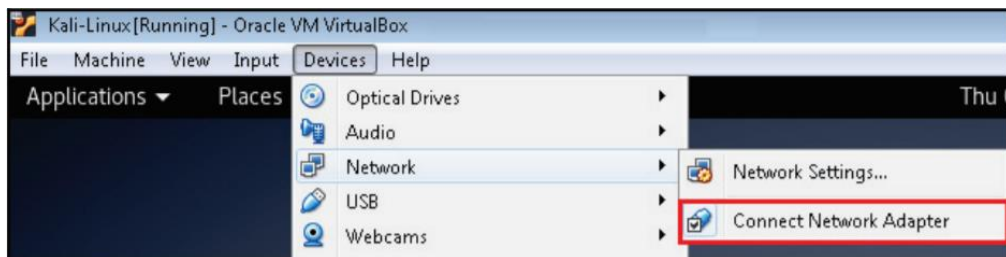 Kali-Linux [Running] - Oracle VM VirtualBox
File Machine View Input Devices Help
Applications Places Thu
Optical Drives
Audio
Network
Network Settings...
USB
Connect Network Adapter
Webcams